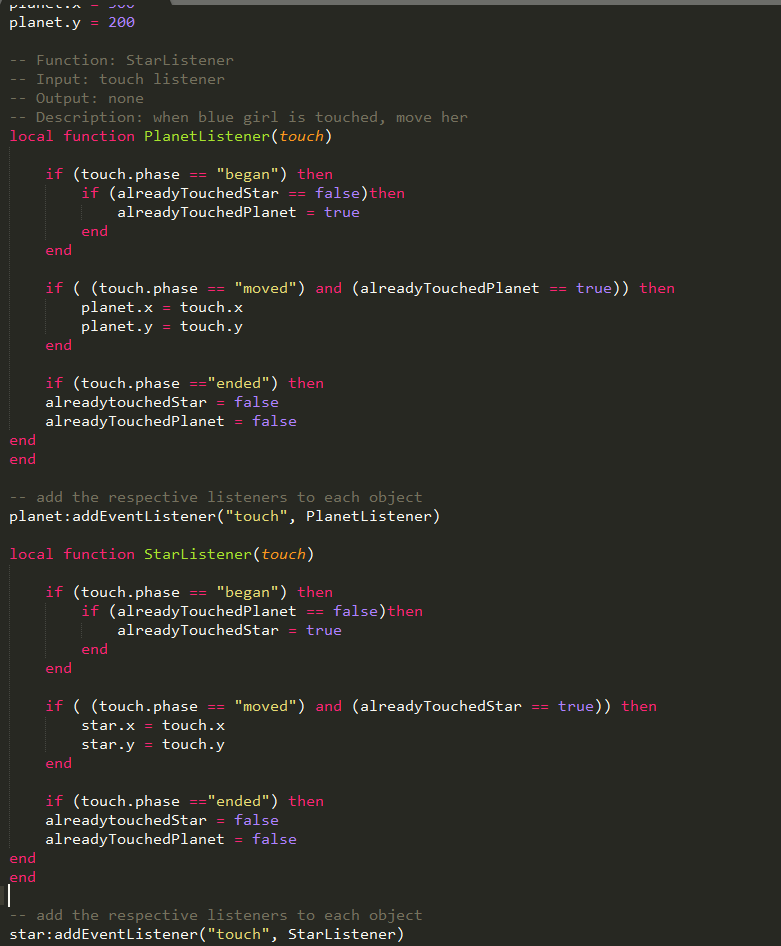 planet.x = 300
planet.y = 200
-- Function: StarListener
-- Input: touch listener
-- Output: none
-- Description: when blue girl is touched, move her
local function PlanetListener(touch)
if (touch.phase == "began") then
if (alreadyTouchedStar == false)then
alreadyTouchedPlanet = true
end
end
if ( (touch.phase == "moved") and (alreadyTouchedPlanet == true)) then
planet.x = touch.x
planet.y = touch.y
end
if (touch.phase =="ended") then
alreadytouchedStar = false
alreadyTouchedPlanet = false
end
end
-- add the respective listeners to each object
planet:addEventListener("touch", PlanetListener)
local function StarListener(touch)
if (touch.phase == "began") then
if (alreadyTouchedPlanet == false)then
alreadyTouchedStar = true
end
end
if ( (touch.phase == "moved") and (alreadyTouchedStar == true)) then
star.x = touch.x
star.y = touch.y
end
if (touch.phase =="ended") then
alreadytouchedStar = false
alreadyTouchedPlanet = false
end
end
-- add the respective listeners to each object
star:addEventListener("touch", StarListener)